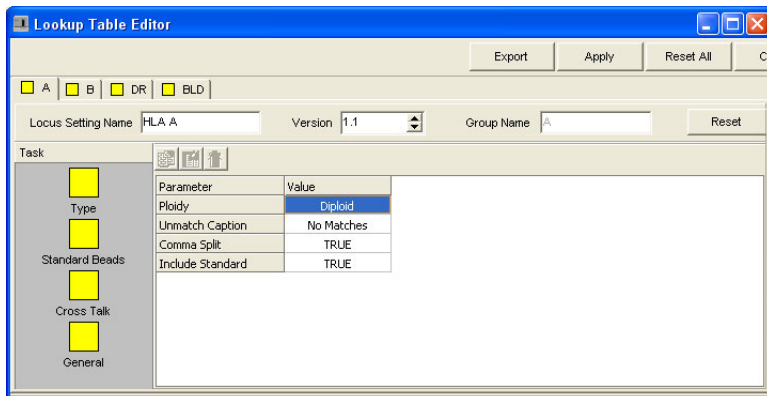 Lookup Table Editor
Export Apply Reset All C
A B DR BLD
Locus Setting Name HLA A Version 1.1 Group Name A Reset
Task
Parameter Value
Ploidy Diploid
Unmatch Caption No Matches
Comma Split TRUE
Include Standard TRUE
Type
Standard Beads
Cross Talk
General